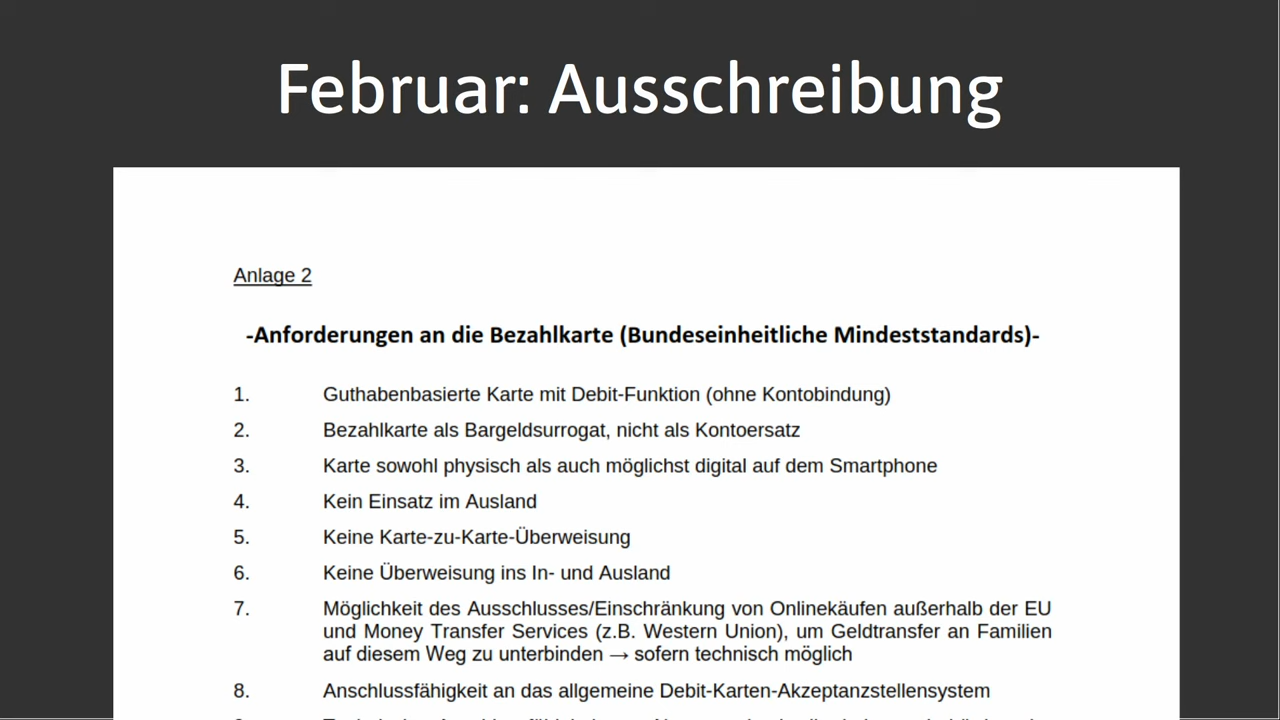 Februar: Ausschreibung
Anlage 2
-Anforderungen an die Bezahlkarte (Bundeseinheitliche Mindeststandards)-
1. Guthabenbasierte Karte mit Debit-Funktion (ohne Kontobindung)
2. Bezahlkarte als Bargeldsurrogat, nicht als Kontoersatz
3. Karte sowohl physisch als auch möglichst digital auf dem Smartphone
4. Kein Einsatz im Ausland
5. Keine Karte-zu-Karte-Überweisung
6. Keine Überweisung ins In- und Ausland
7. Möglichkeit des Ausschlusses/Einschränkung von Onlinekäufen außerhalb der EU
und Money Transfer Services (z.B. Western Union), um Geldtransfer an Familien
auf diesem Weg zu unterbinden → sofern technisch möglich
8. Anschlussfähigkeit an das allgemeine Debit-Karten-Akzeptanzstellensystem